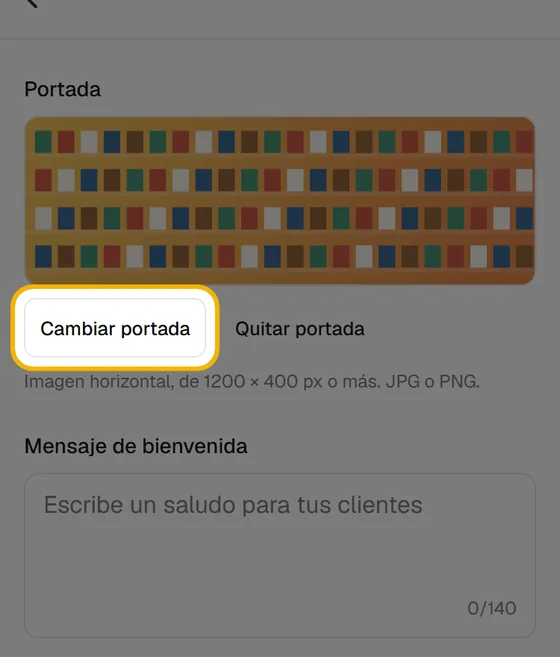 Portada
Cambiar portada
Quitar portada
Imagen horizontal, de 1200 × 400 px o más. JPG o PNG.
Mensaje de bienvenida
Escribe un saludo para tus clientes
0/140